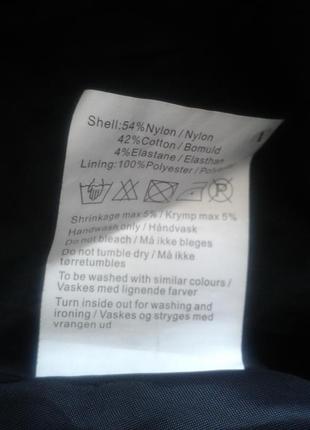 Shell:54%Nylon / Nylon
42%Cotton / Bomuld
4%Elastane / Elasthan
Lining:100%Polyester /
P
Shrinkage max 5% / Krymp max 5%
Handwash only / Håndvask
Do not bleach / Må ikke bleges
Do not tumble dry / Må ikke
tørretumbles
To be washed with similar colours /
Vaskes med lignende farver
Turn inside out for washing and
ironing / Vaskes og stryges med
vrangen ud